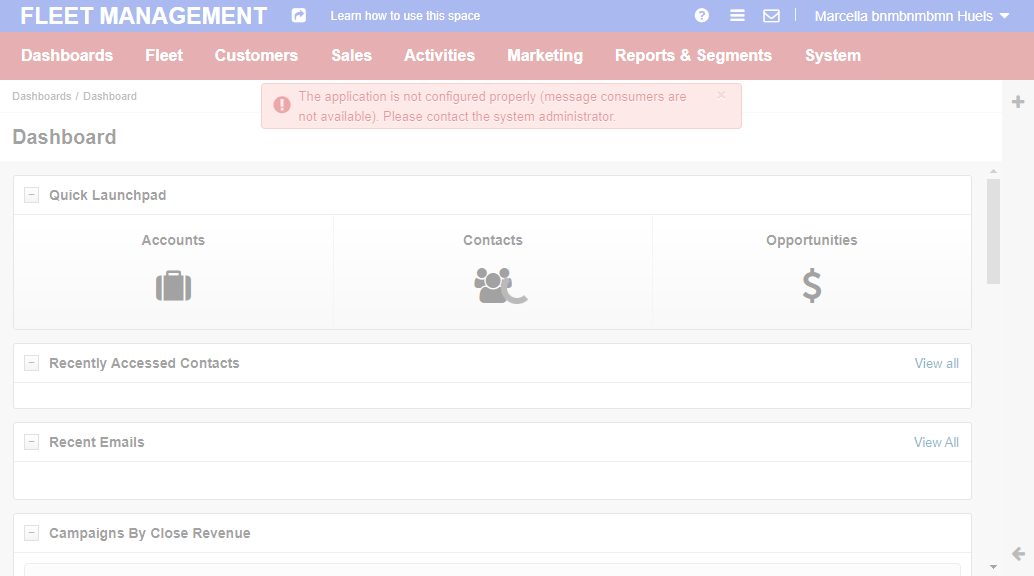 FLEET MANAGEMENT
Learn how to use this space
Marcella bnmbnbmbmn Huels
Dashboards Fleet Customers Sales Activities Marketing Reports & Segments System
Dashboards / Dashboard
The application is not configured properly (message consumers are
not available). Please contact the system administrator.
Dashboard
Quick Launchpad
Accounts Contacts Opportunities
Recently Accessed Contacts View all
Recent Emails View All
Campaigns By Close Revenue